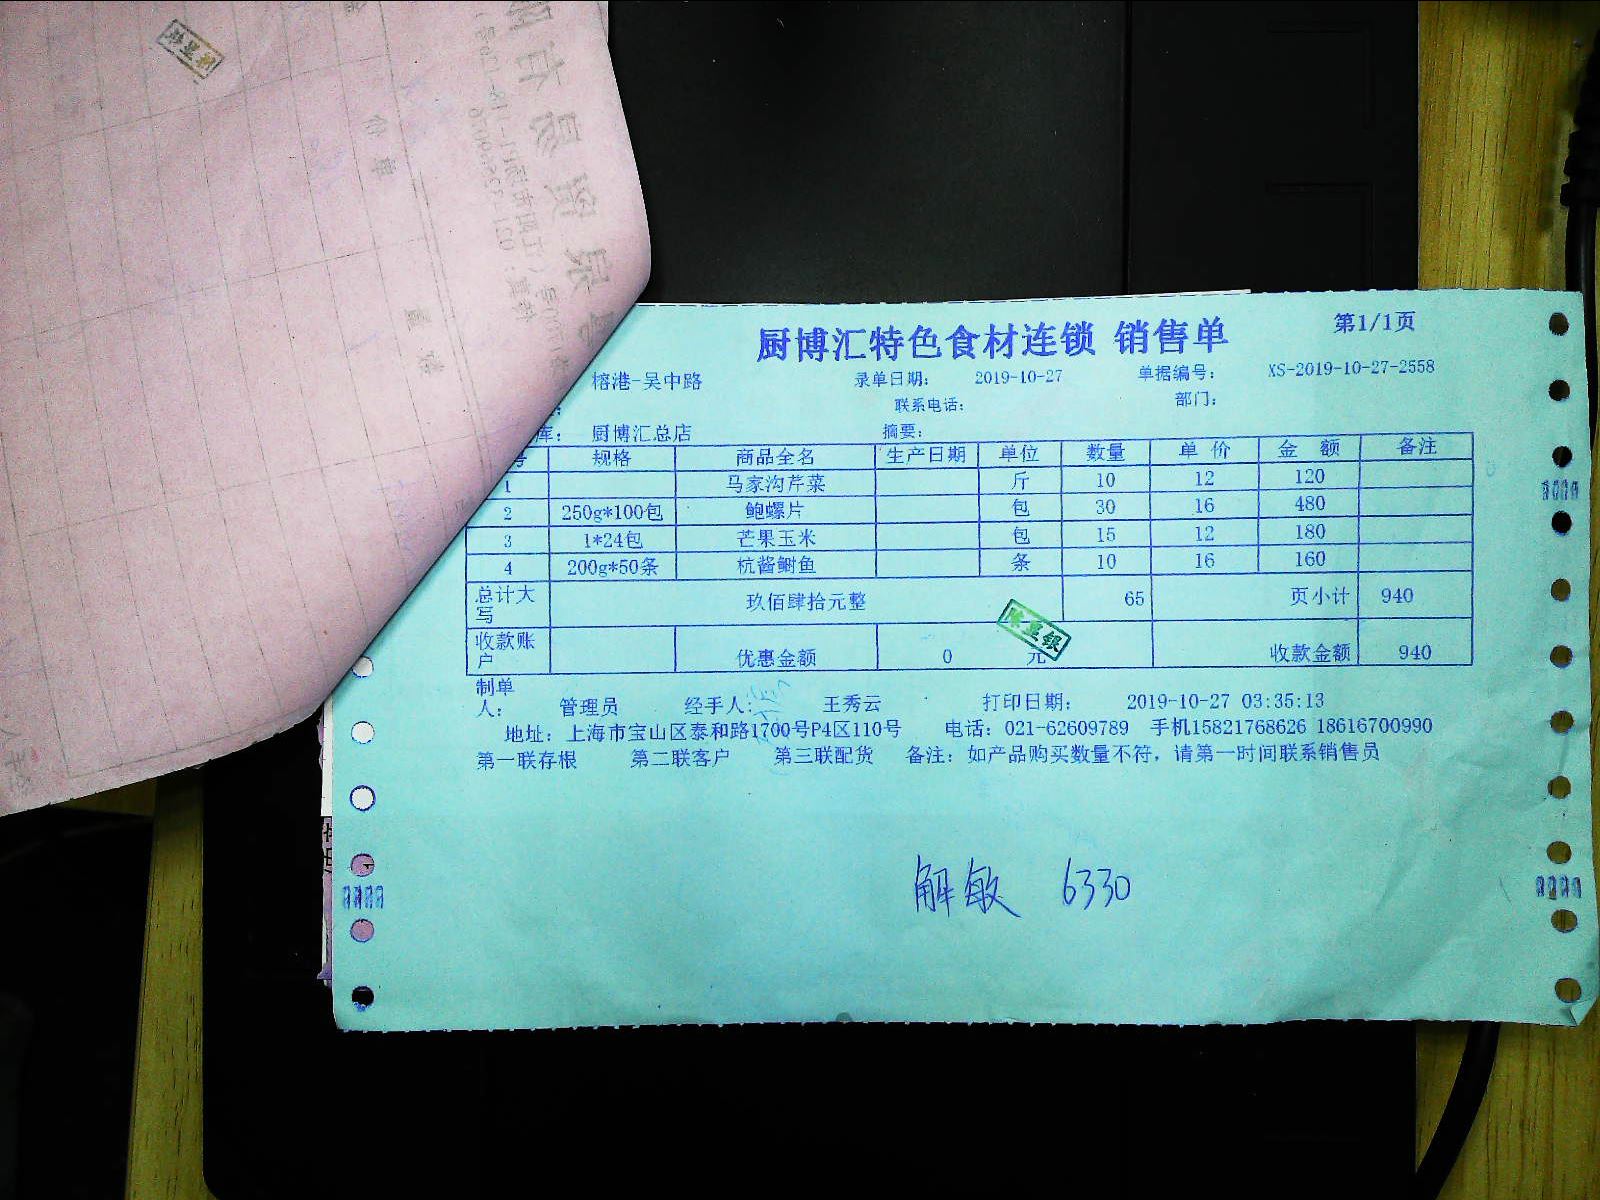 厨博汇特色食材连锁 销售单 第1/1页
榕港-吴中路 录单日期： 2019-10-27 单据编号： XS-2019-10-27-2558
联系电话： 部门：
库： 厨博汇总店 摘要：
号 规格 商品全名 生产日期 单位 数量 单 价 金 额 备注
1 马家沟芹菜 斤 10 12 120
2 250g*100包 鲍螺片 包 30 16 480
3 1*24包 芒果玉米 包 15 12 180
4 200g*50条 杭酱鲥鱼 条 10 16 160
总计大写 玖佰肆拾元整 65 页小计 940
收款账户 优惠金额 0 元 收款金额 940
制单人： 管理员 经手人： 王秀云 打印日期： 2019-10-27 03:35:13
地址：上海市宝山区泰和路1700号P4区110号 电话：021-62609789 手机15821768626 18616700990
第一联存根 第二联客户 第三联配货 备注：如产品购买数量不符，请第一时间联系销售员
解敏 6330